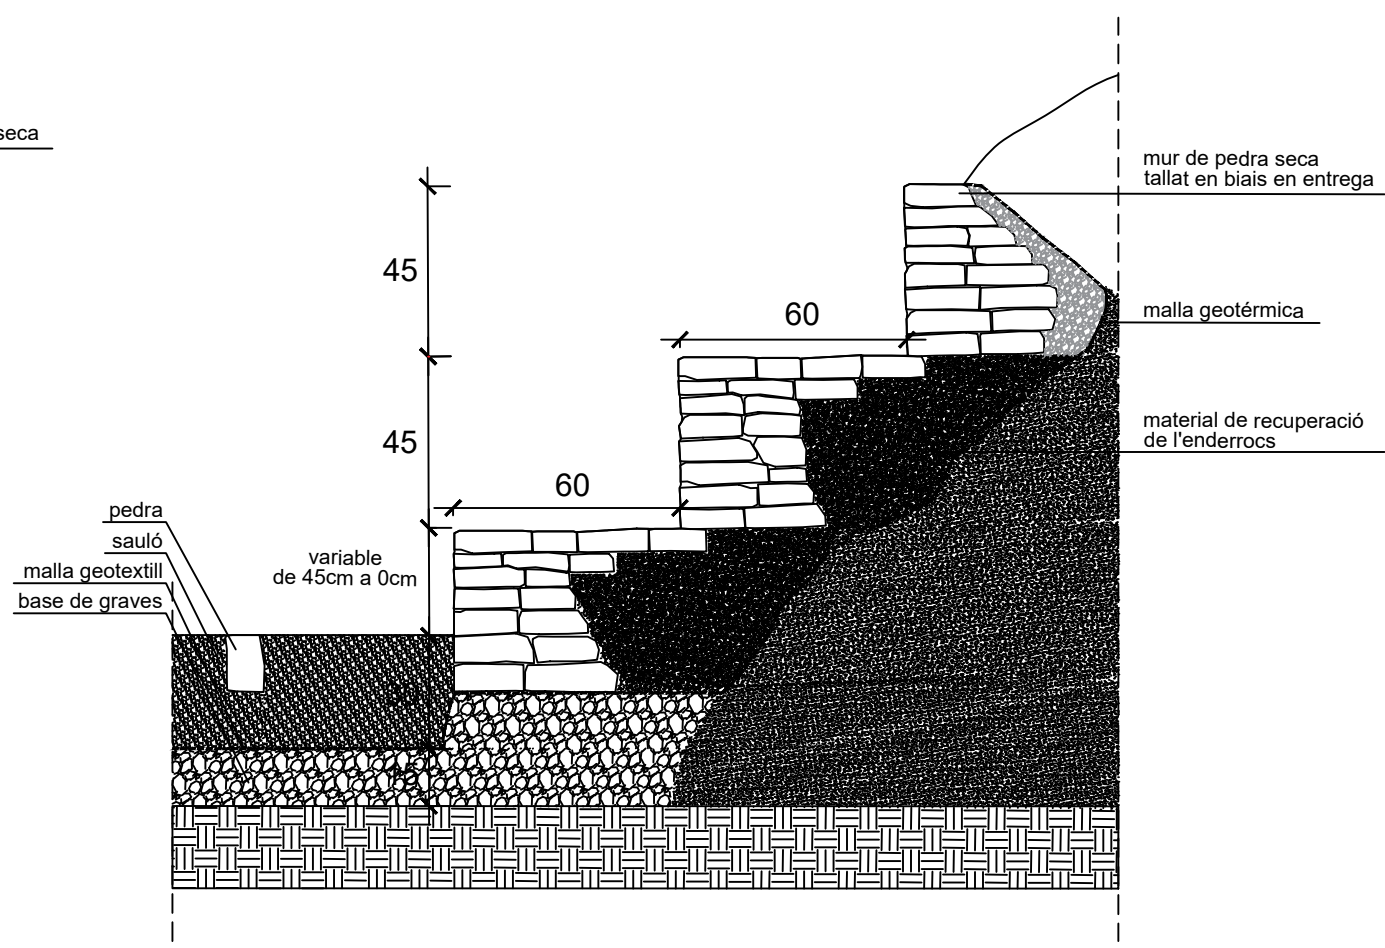 seca
mur de pedra seca
tallat en biais en entrega
45
60
malla geotérmica
material de recuperació
de l'enderrocs
45
60
pedra
sauló
malla geotextill
base de graves
variable
de 45cm a 0cm